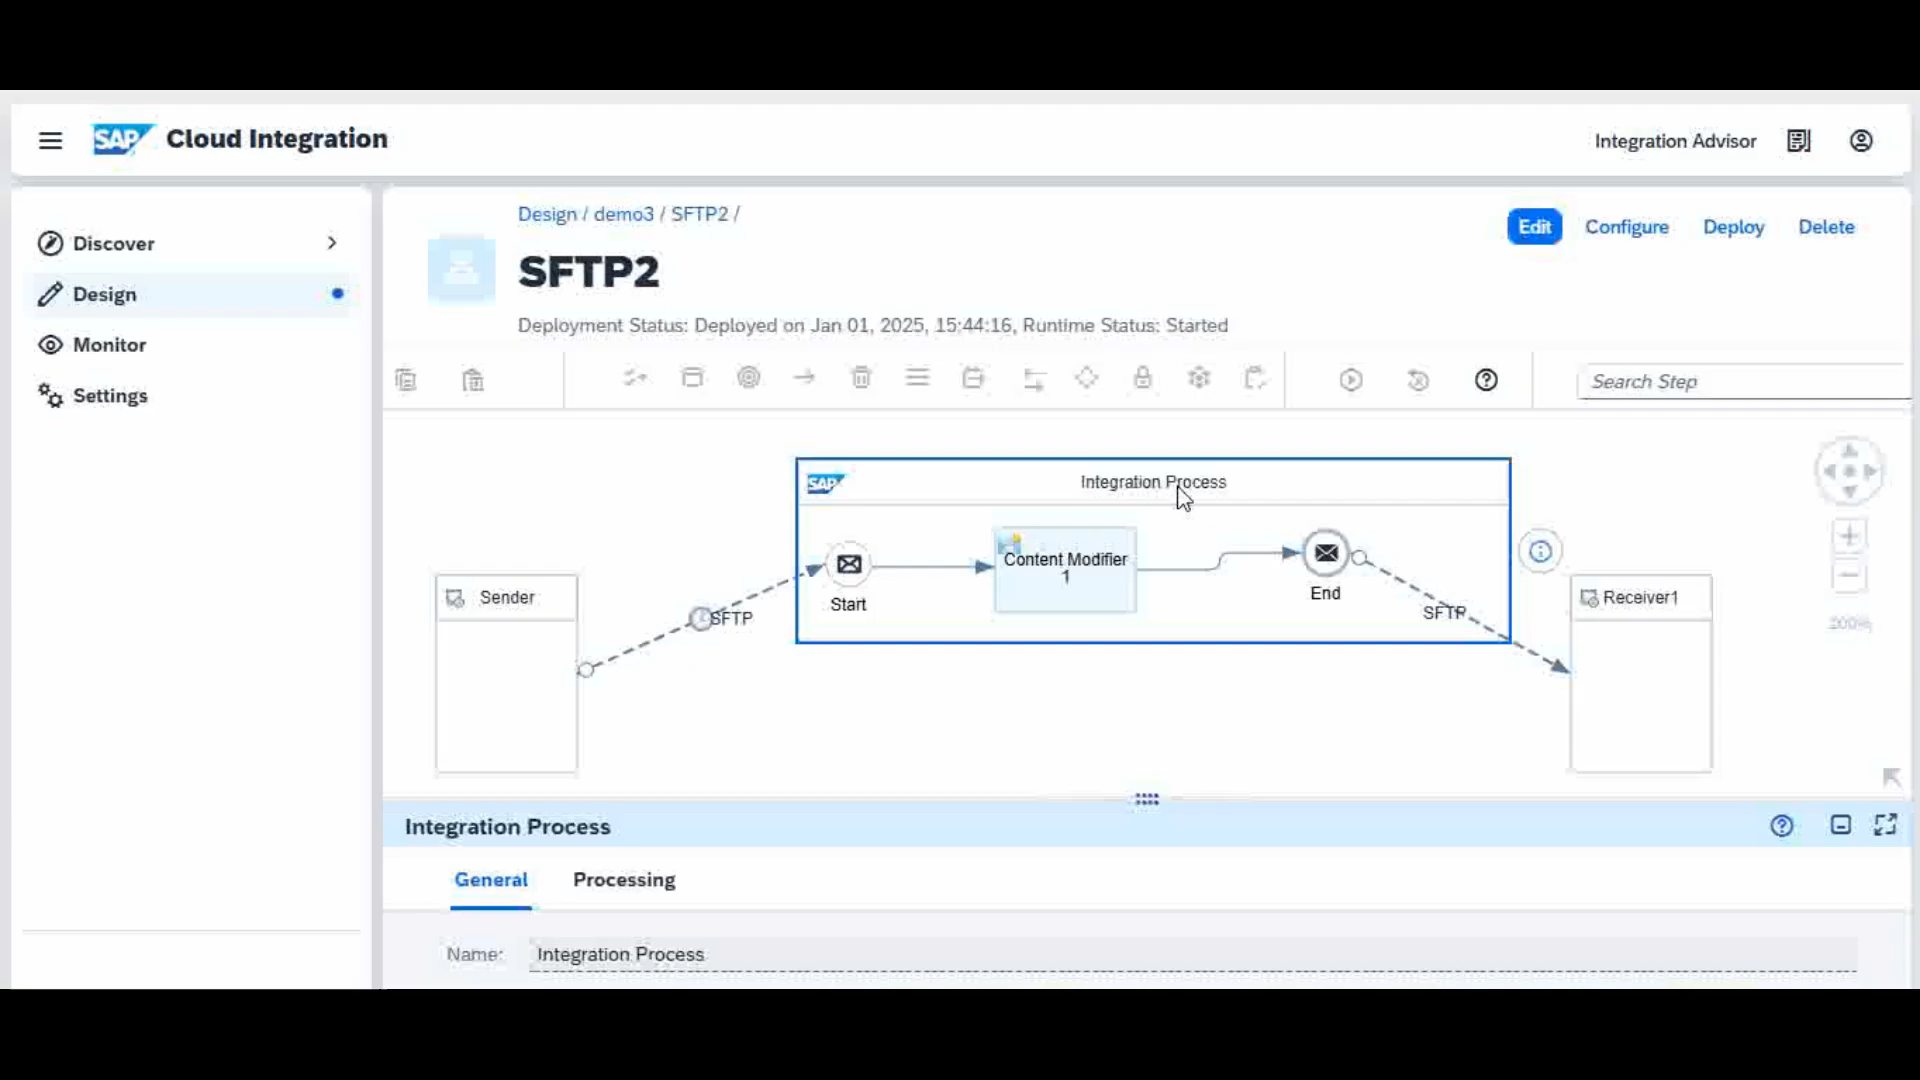 SAP Cloud Integration
Integration Advisor
Discover
Design
Monitor
Settings
Design / demo3 / SFTP2 /
SFTP2
Deployment Status: Deployed on Jan 01, 2025, 15:44:16, Runtime Status: Started
Edit Configure Deploy Delete
Search Step
SAP
Integration Process
Sender
SFTP
Start
Content Modifier
1
End
SFTP
Receiver1
200%
Integration Process
General Processing
Name: Integration Process